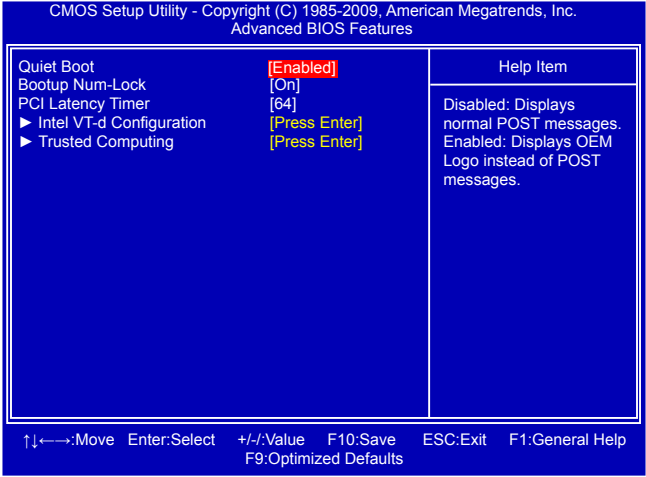 CMOS Setup Utility - Copyright (C) 1985-2009, American Megatrends, Inc.
Advanced BIOS Features
Quiet Boot [Enabled]
Bootup Num-Lock [On]
PCI Latency Timer [64]
► Intel VT-d Configuration [Press Enter]
► Trusted Computing [Press Enter]
Help Item
Disabled: Displays
normal POST messages.
Enabled: Displays OEM
Logo instead of POST
messages.
↑↓←→:Move Enter:Select +/-/:Value F10:Save ESC:Exit F1:General Help
F9:Optimized Defaults